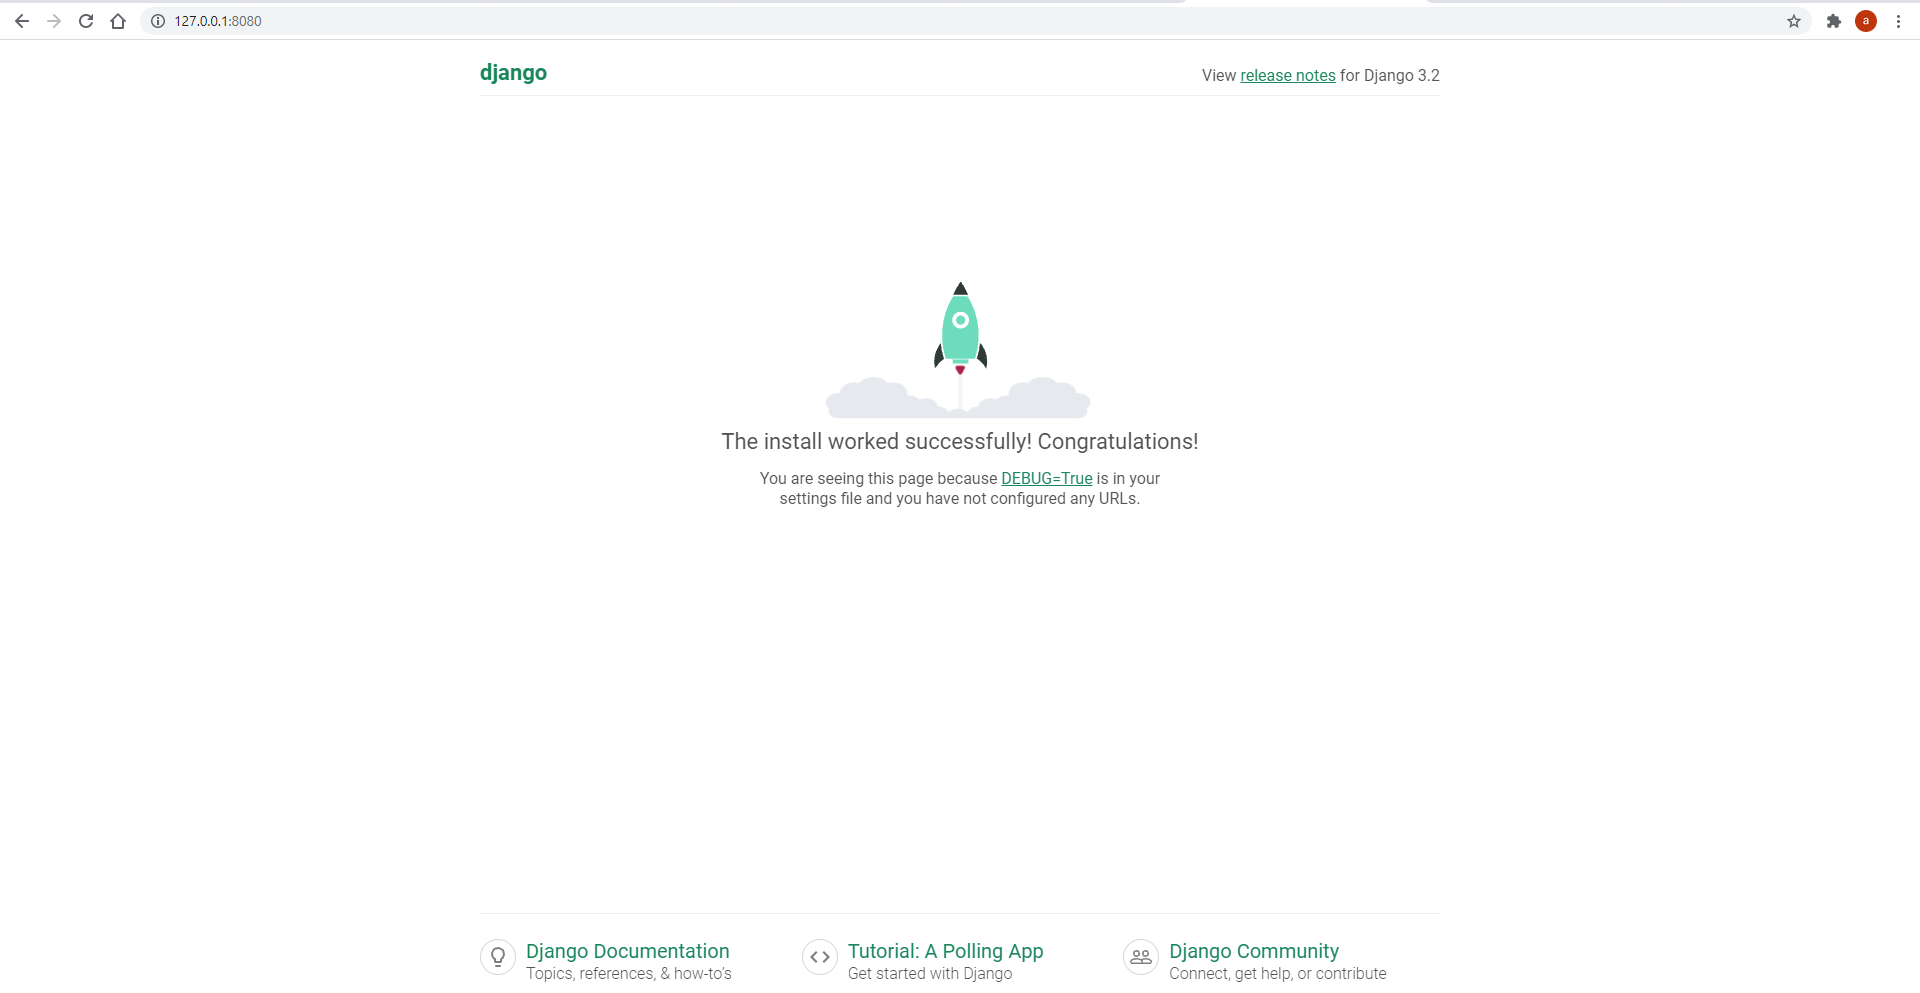 127.0.0.1:8080
a
django
View release notes for Django 3.2
The install worked successfully! Congratulations!
You are seeing this page because DEBUG=True is in your
settings file and you have not configured any URLs.
Django Documentation
Topics, references, & how-to’s
Tutorial: A Polling App
Get started with Django
Django Community
Connect, get help, or contribute